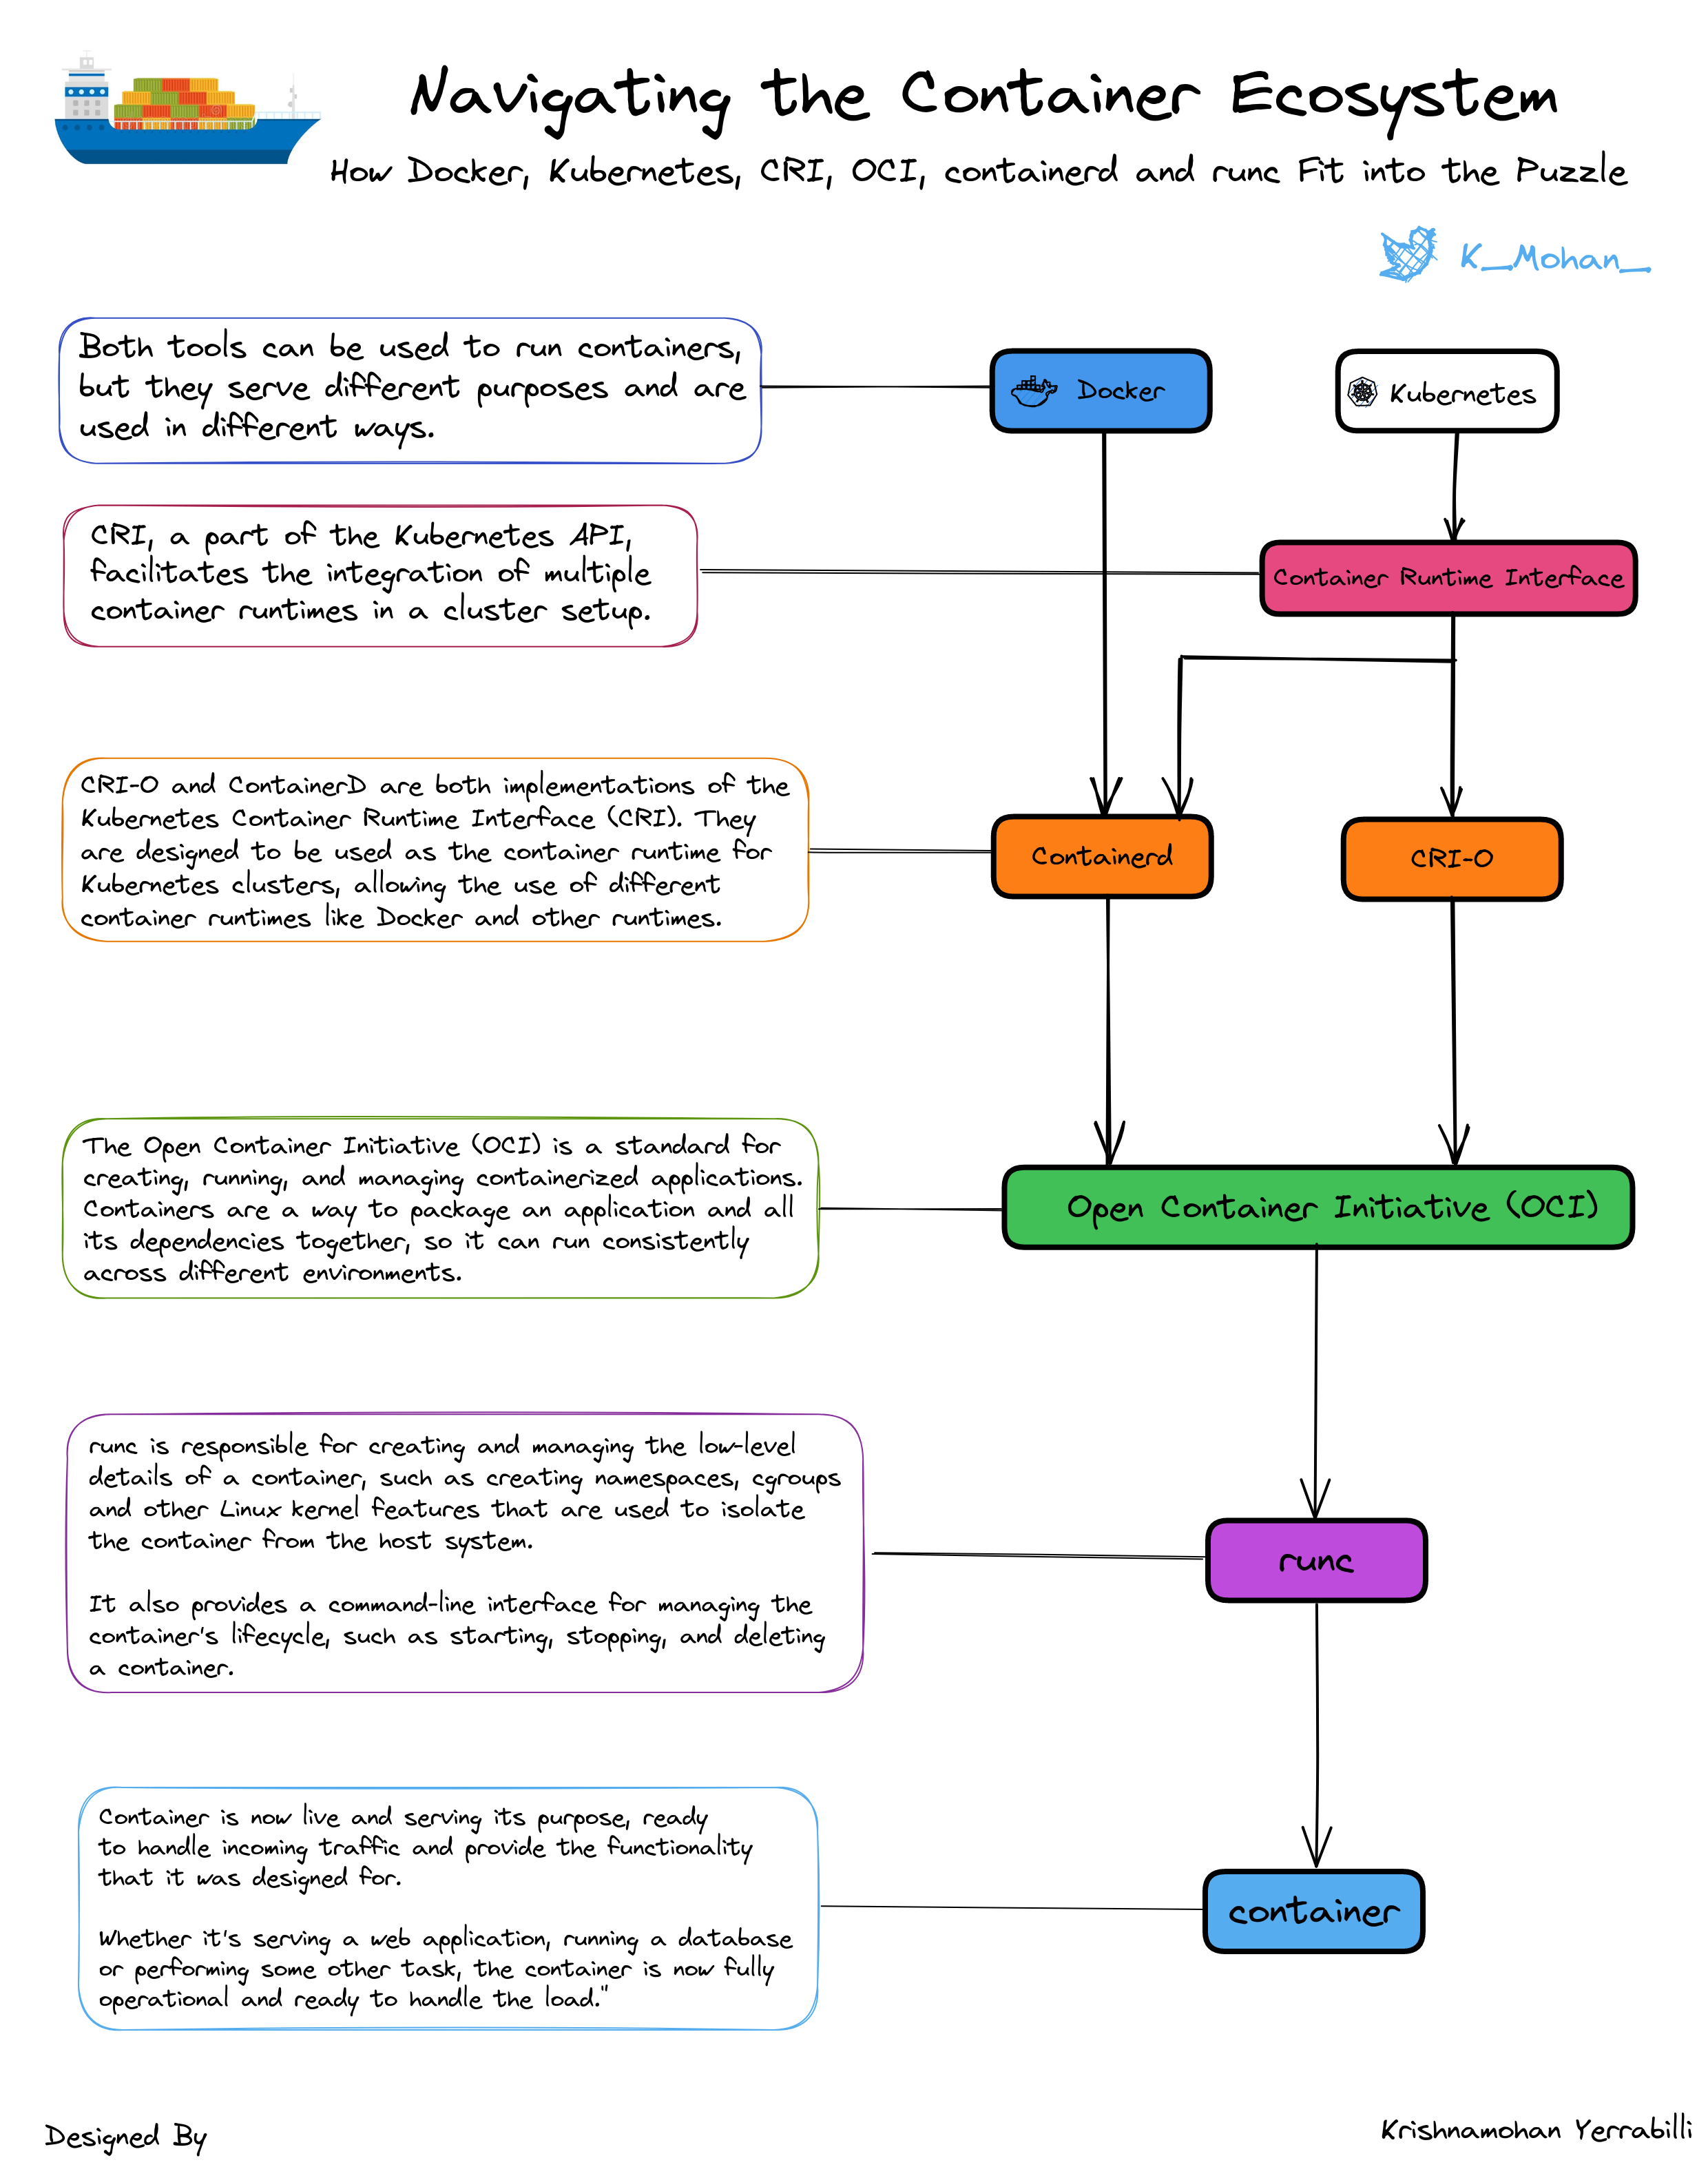 Navigating the Container Ecosystem
How Docker, Kubernetes, CRI, OCI, containerd and runc Fit into the Puzzle
K_Mohan_
Both tools can be used to run containers,
but they serve different purposes and are
used in different ways.
Docker
Kubernetes
CRI, a part of the Kubernetes API,
facilitates the integration of multiple
container runtimes in a cluster setup.
Container Runtime Interface
CRI-O and ContainerD are both implementations of the
Kubernetes Container Runtime Interface (CRI). They
are designed to be used as the container runtime for
Kubernetes clusters, allowing the use of different
container runtimes like Docker and other runtimes.
Containerd
CRI-O
The Open Container Initiative (OCI) is a standard for
creating, running, and managing containerized applications.
Containers are a way to package an application and all
its dependencies together, so it can run consistently
across different environments.
Open Container Initiative (OCI)
runc is responsible for creating and managing the low-level
details of a container, such as creating namespaces, cgroups
and other Linux kernel features that are used to isolate
the container from the host system.
It also provides a command-line interface for managing the
container's lifecycle, such as starting, stopping, and deleting
a container.
runc
Container is now live and serving its purpose, ready
to handle incoming traffic and provide the functionality
that it was designed for.
Whether it's serving a web application, running a database
or performing some other task, the container is now fully
operational and ready to handle the load."
container
Designed By
Krishnamohan Yerrabilli